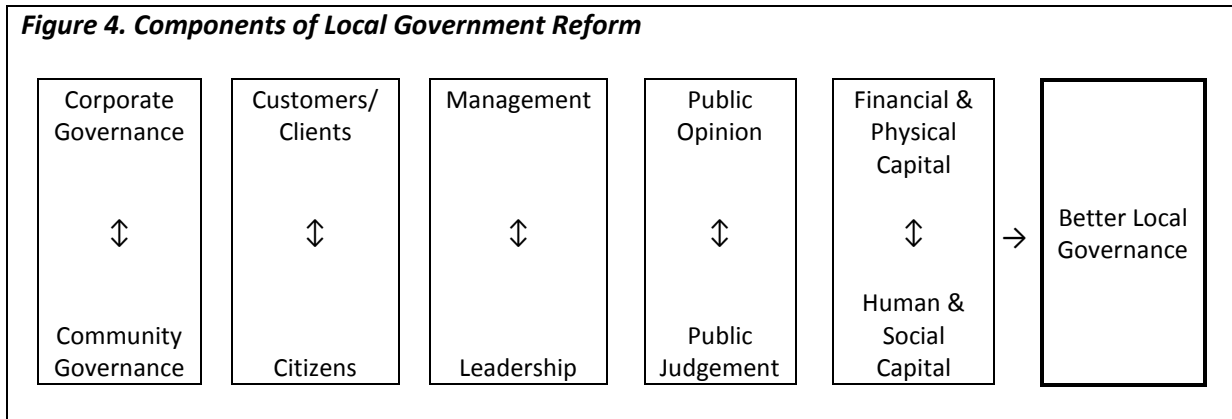 Figure 4. Components of Local Government Reform
Corporate
Governance
↕
Community
Governance
Customers/
Clients
↕
Citizens
Management
↕
Leadership
Public
Opinion
↕
Public
Judgement
Financial &
Physical
Capital
↕
Human &
Social
Capital
→
Better Local
Governance